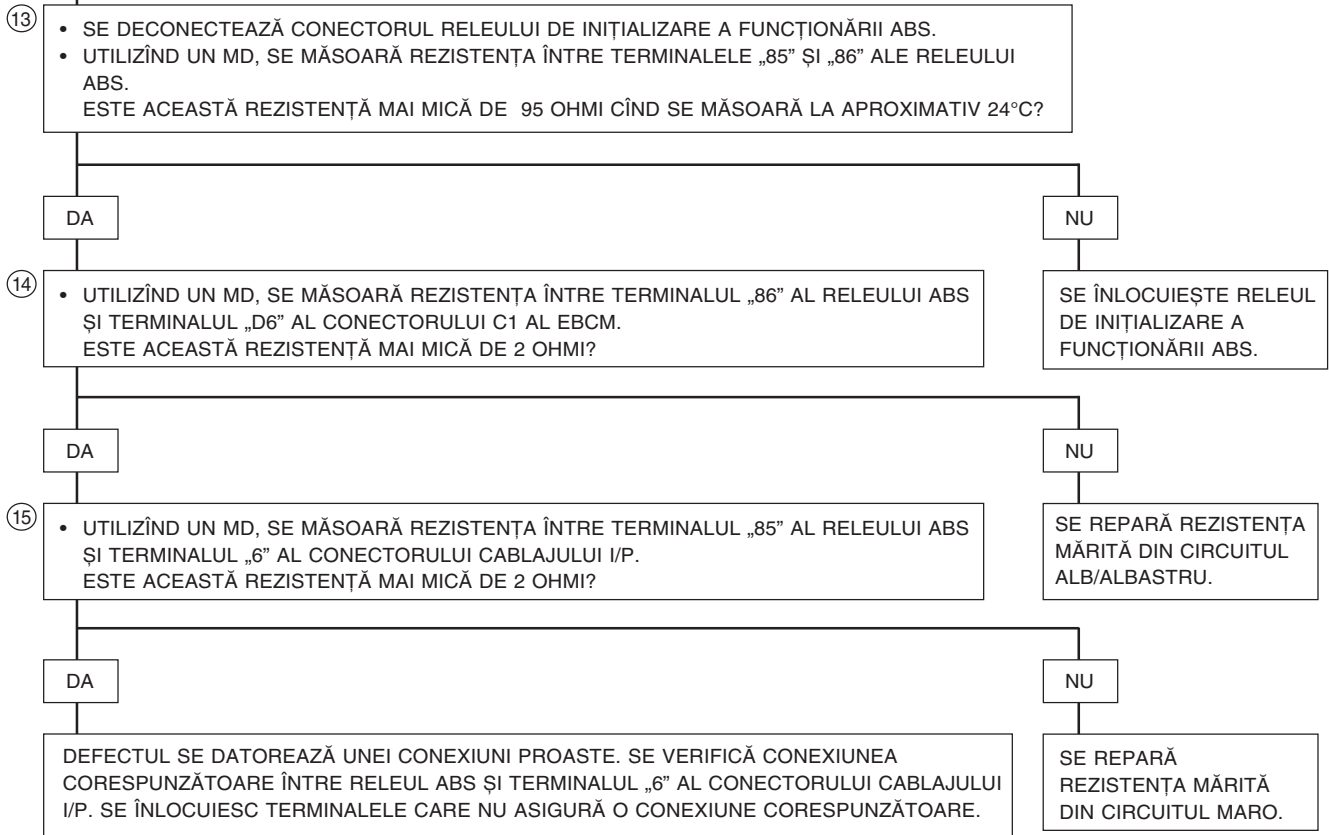 13
• SE DECONECTEAZĂ CONECTORUL RELEULUI DE INIȚIALIZARE A FUNCȚIONĂRII ABS.
• UTILIZÎND UN MD, SE MĂSOARĂ REZISTENȚA ÎNTRE TERMINALELE „85” ȘI „86” ALE RELEULUI
ABS.
ESTE ACEASTĂ REZISTENȚĂ MAI MICĂ DE 95 OHMI CÎND SE MĂSOARĂ LA APROXIMATIV 24°C?
DA
NU
14
• UTILIZÎND UN MD, SE MĂSOARĂ REZISTENȚA ÎNTRE TERMINALUL „86” AL RELEULUI ABS
ȘI TERMINALUL „D6” AL CONECTORULUI C1 AL EBCM.
ESTE ACEASTĂ REZISTENȚĂ MAI MICĂ DE 2 OHMI?
SE ÎNLOCUIEȘTE RELEUL
DE INIȚIALIZARE A
FUNCȚIONĂRII ABS.
DA
NU
15
• UTILIZÎND UN MD, SE MĂSOARĂ REZISTENȚA ÎNTRE TERMINALUL „85” AL RELEULUI ABS
ȘI TERMINALUL „6” AL CONECTORULUI CABLAJULUI I/P.
ESTE ACEASTĂ REZISTENȚĂ MAI MICĂ DE 2 OHMI?
SE REPARĂ REZISTENȚA
MĂRITĂ DIN CIRCUITUL
ALB/ALBASTRU.
DA
NU
DEFECTUL SE DATOREAZĂ UNEI CONEXIUNI PROASTE. SE VERIFICĂ CONEXIUNEA
CORESPUNZĂTOARE ÎNTRE RELEUL ABS ȘI TERMINALUL „6” AL CONECTORULUI CABLAJULUI
I/P. SE ÎNLOCUIESC TERMINALELE CARE NU ASIGURĂ O CONEXIUNE CORESPUNZĂTOARE.
SE REPARĂ
REZISTENȚA MĂRITĂ
DIN CIRCUITUL MARO.